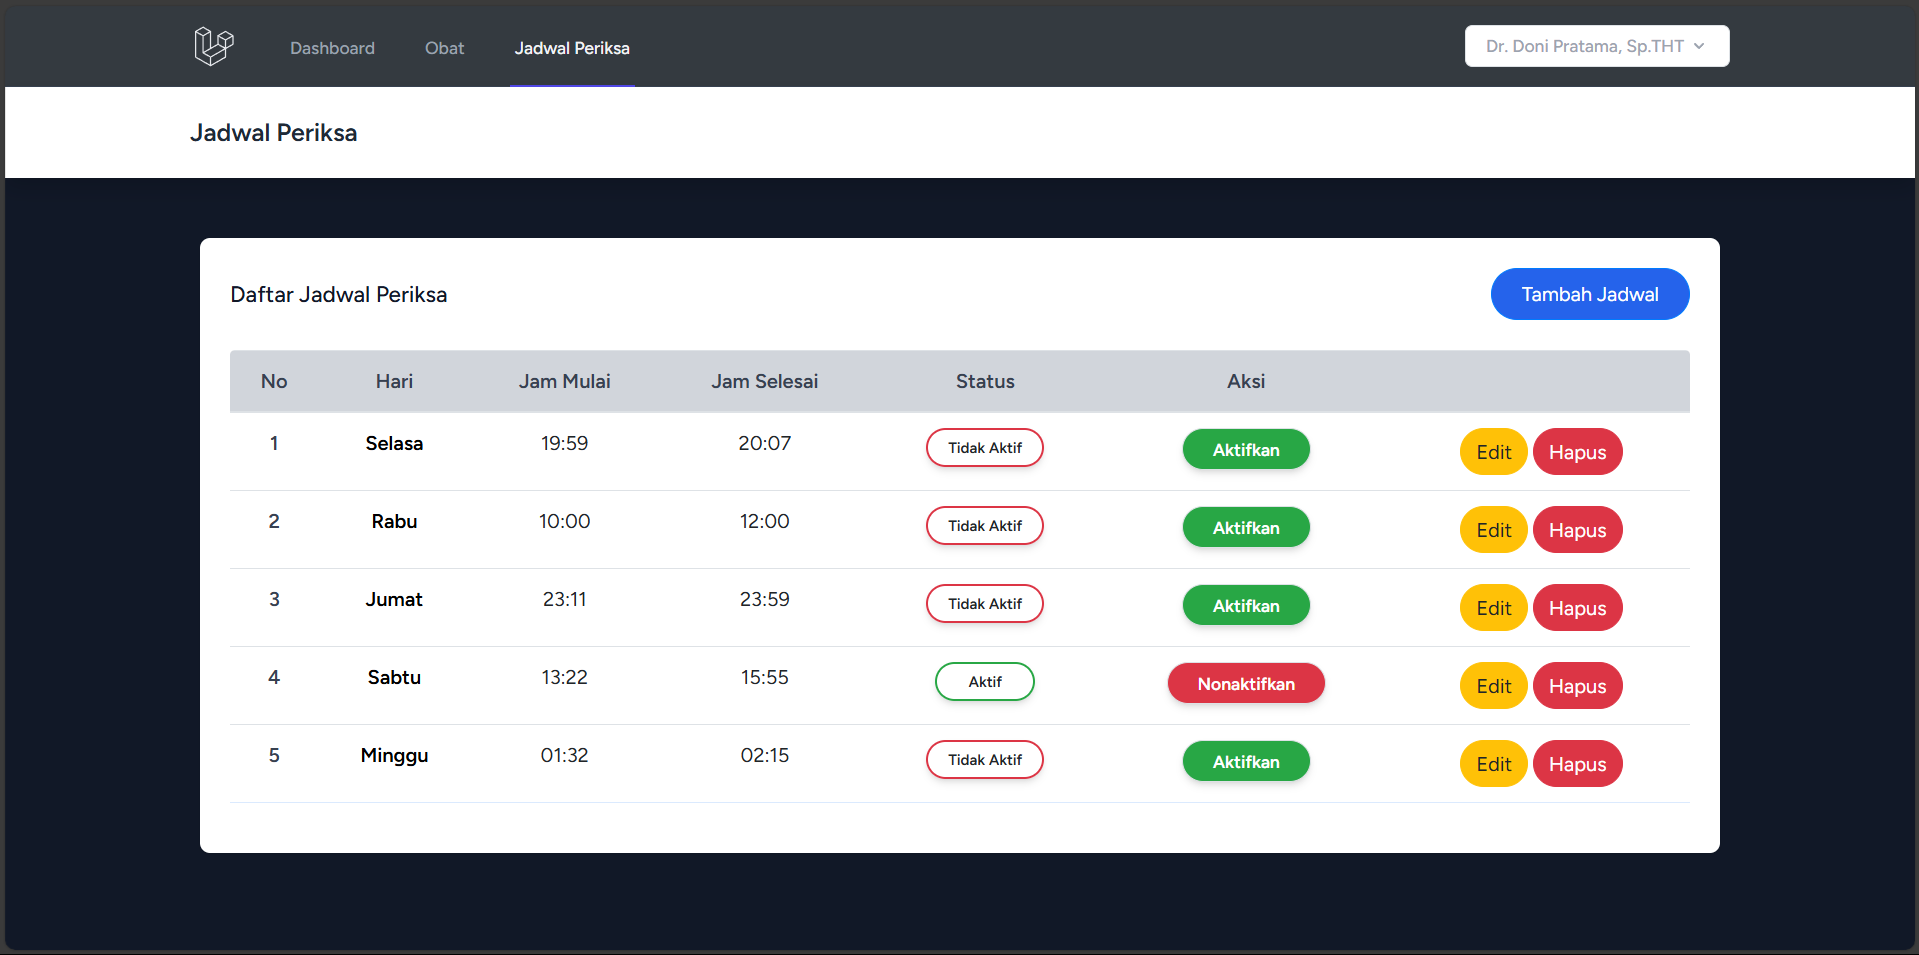 Dashboard Obat Jadwal Periksa Dr. Doni Pratama, Sp.THT
Jadwal Periksa
Daftar Jadwal Periksa Tambah Jadwal
No Hari Jam Mulai Jam Selesai Status Aksi
1 Selasa 19:59 20:07 Tidak Aktif Aktifkan Edit Hapus
2 Rabu 10:00 12:00 Tidak Aktif Aktifkan Edit Hapus
3 Jumat 23:11 23:59 Tidak Aktif Aktifkan Edit Hapus
4 Sabtu 13:22 15:55 Aktif Nonaktifkan Edit Hapus
5 Minggu 01:32 02:15 Tidak Aktif Aktifkan Edit Hapus